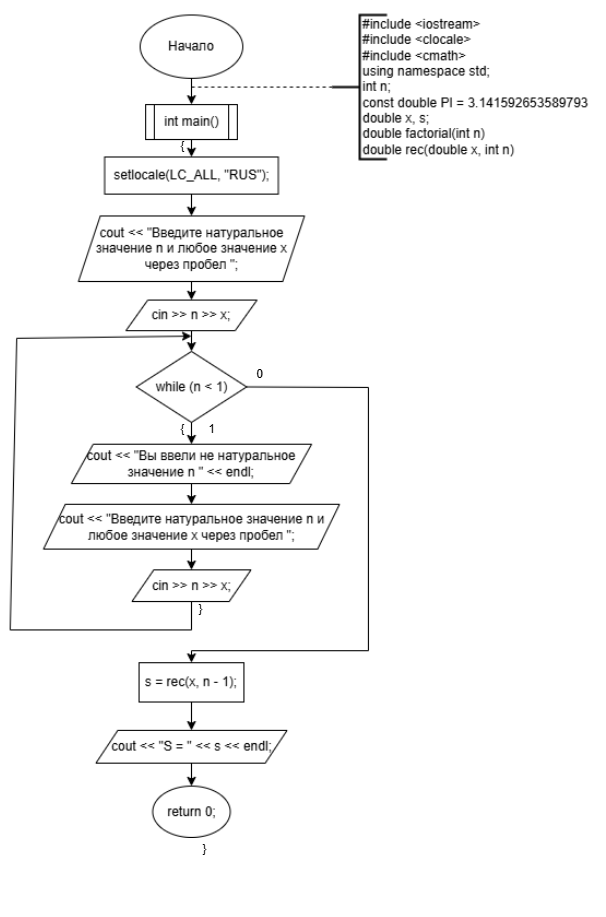 Начало
#include <iostream>
#include <clocale>
#include <cmath>
using namespace std;
int n;
const double PI = 3.141592653589793
double x, s;
double factorial(int n)
double rec(double x, int n)
int main()
{
setlocale(LC_ALL, "RUS");
cout << "Введите натуральное
значение n и любое значение x
через пробел ";
cin >> n >> x;
while (n < 1)
0
{ 1
cout << "Вы ввели не натуральное
значение n " << endl;
cout << "Введите натуральное значение n и
любое значение x через пробел ";
cin >> n >> x;
}
s = rec(x, n - 1);
cout << "S = " << s << endl;
return 0;
}